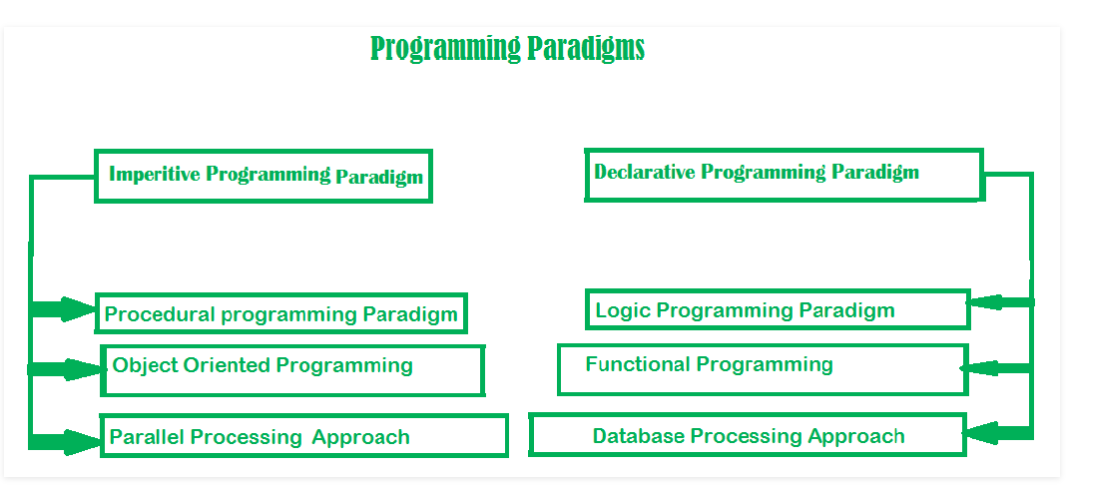 Programming Paradigms
Imperitive Programming Paradigm
Declarative Programming Paradigm
Procedural programming Paradigm
Logic Programming Paradigm
Object Oriented Programming
Functional Programming
Parallel Processing Approach
Database Processing Approach